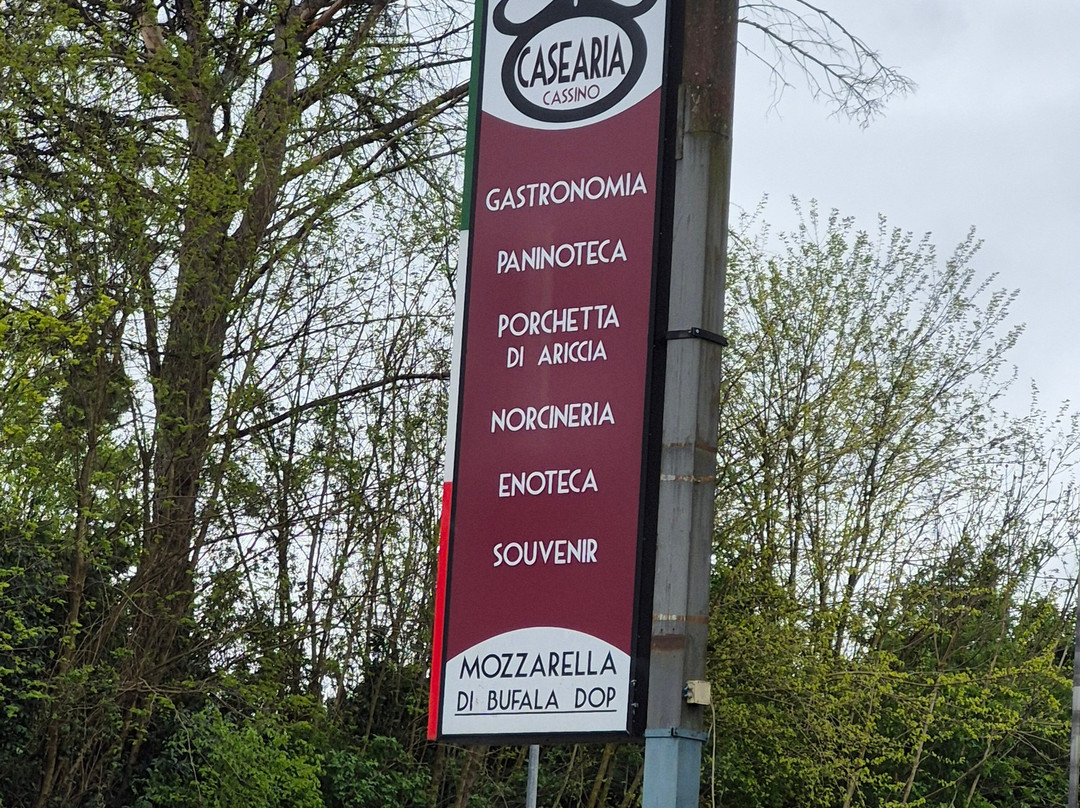 CASEARIA
CASSINO
GASTRONOMIA
PANINOTECA
PORCHETTA
DI ARICCIA
NORCINERIA
ENOTECA
SOUVENIR
MOZZARELLA
DI BUFALA DOP